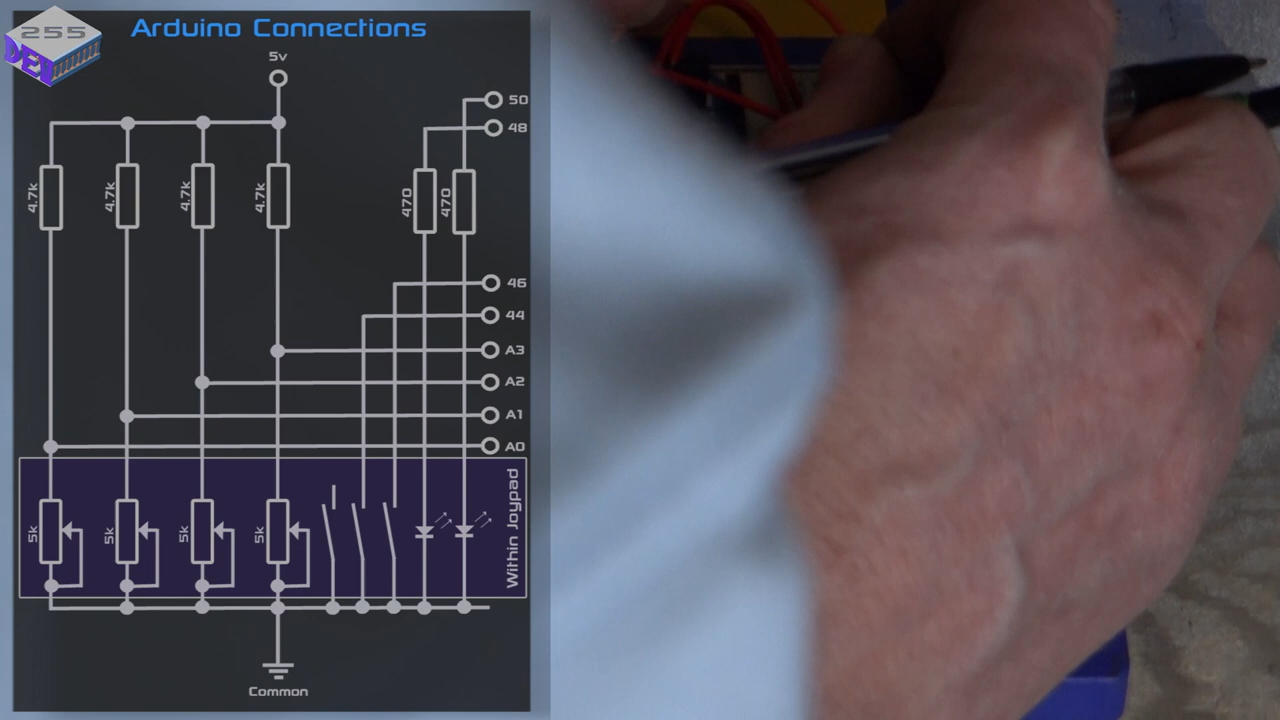 255
DEV
Arduino Connections
5v
50
48
4.7k
4.7k
4.7k
4.7k
470
470
46
44
A3
A2
A1
A0
5k
5k
5k
5k
Within Joypad
Common